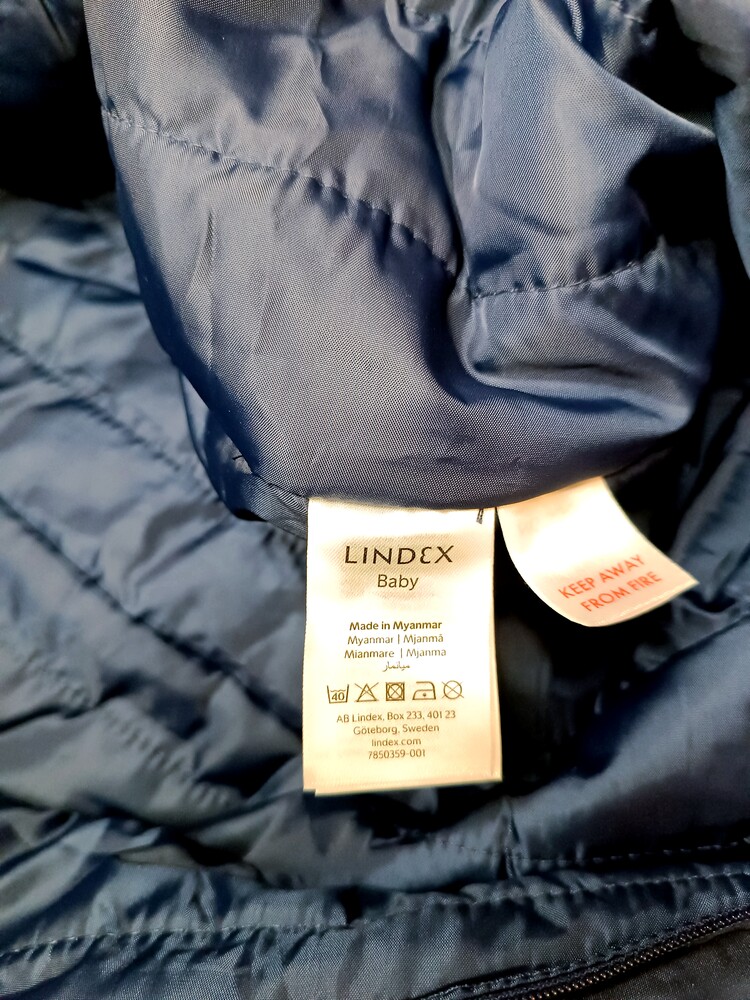 LINDEX
Baby
Made in Myanmar
Myanmar | Mjanmā
Mianmare | Mjanma
ميانمار
40
AB Lindex, Box 233, 401 23
Göteborg, Sweden
lindex.com
7850359-001
KEEP AWAY
FROM FIRE